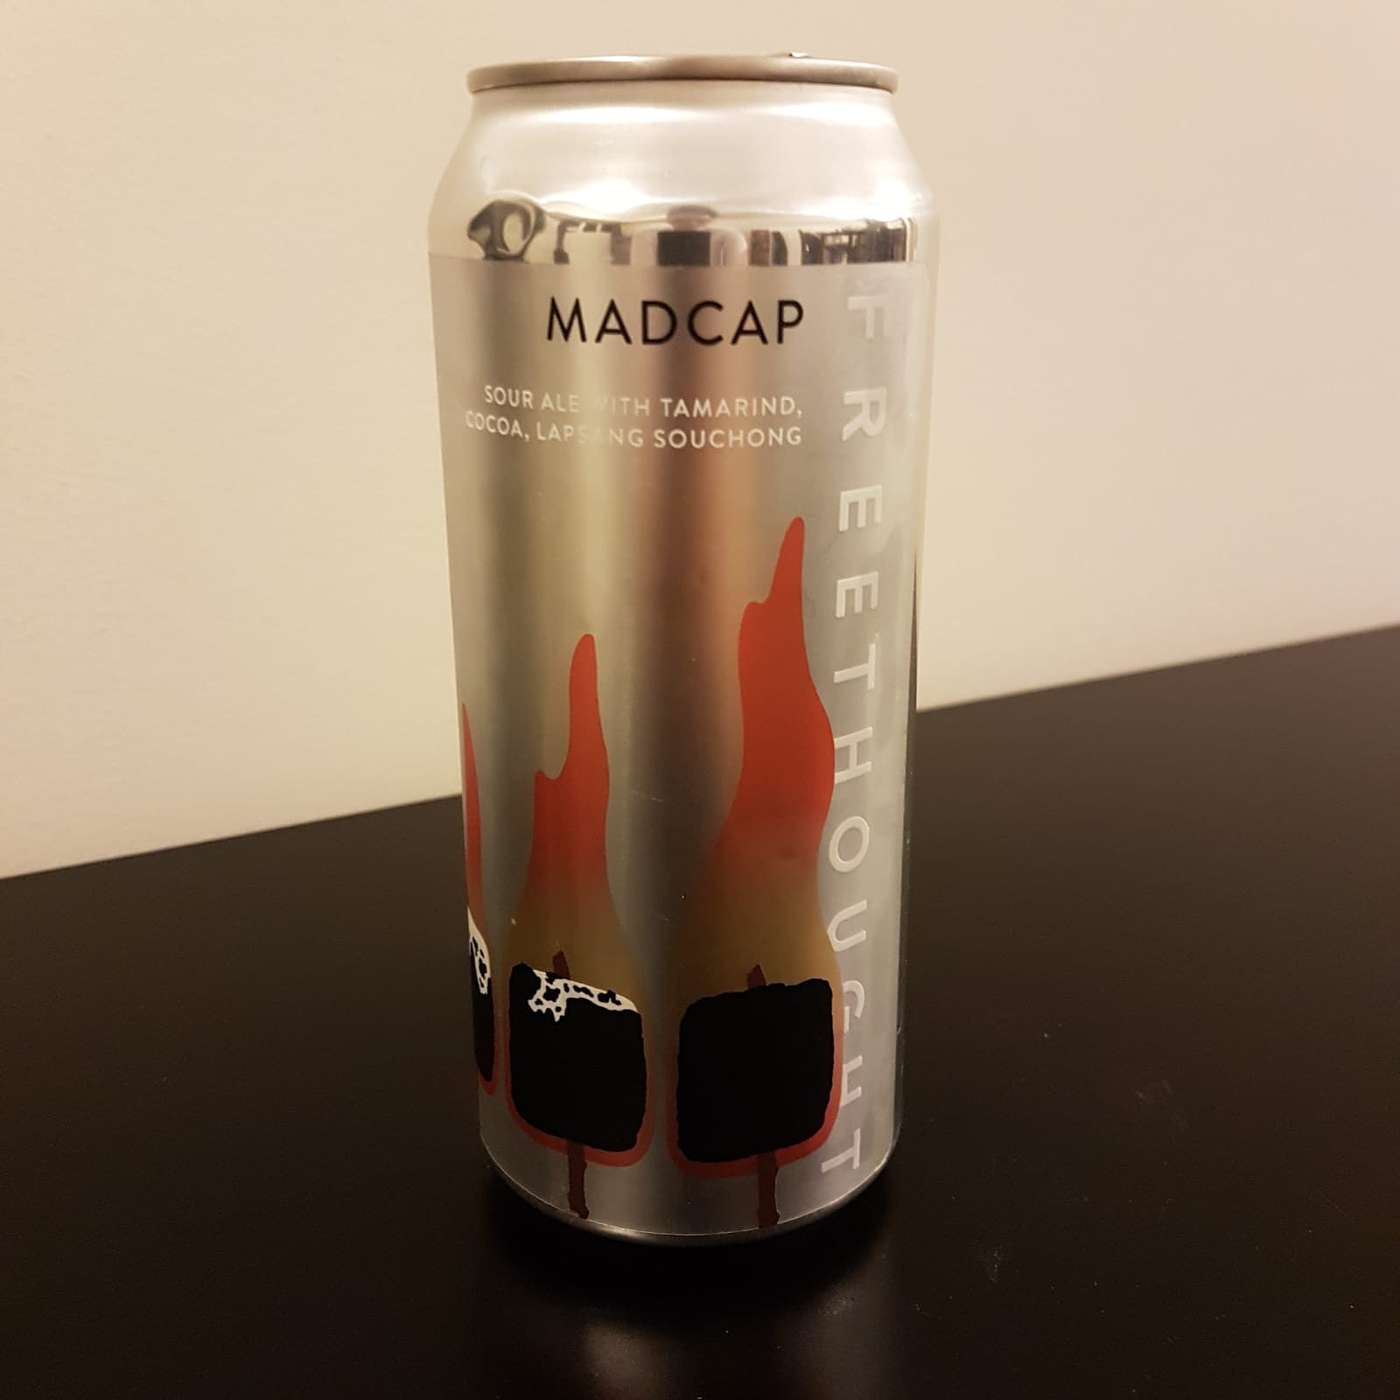 MADCAP
SOUR ALE WITH TAMARIND,
COCOA, LAPSANG SOUCHONG
FREETHOUGHT